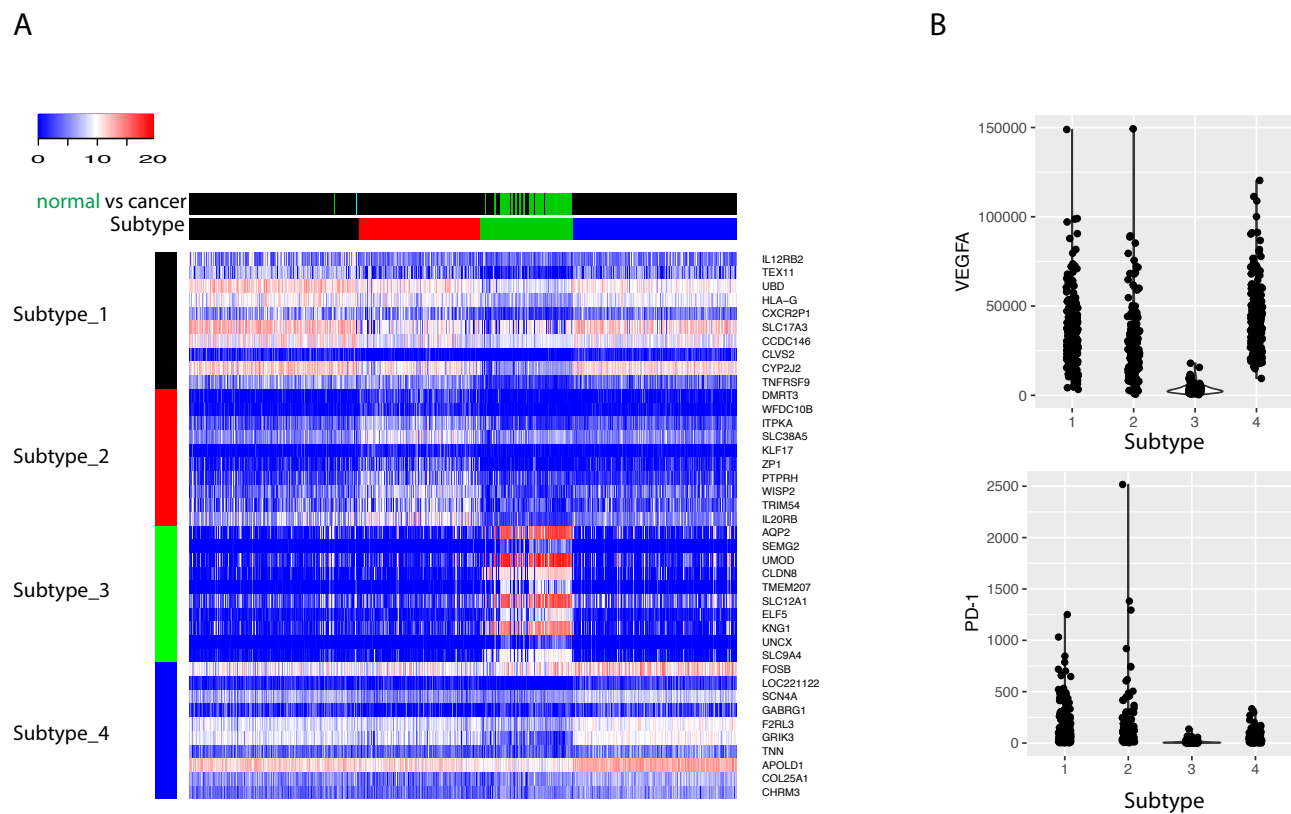 A
B
0 10 20
normal vs cancer
Subtype
Subtype_1
Subtype_2
Subtype_3
Subtype_4
IL12RB2
TEX11
UBD
HLA-G
CXCR2P1
SLC17A3
CCDC146
CLVS2
CYP2J2
TNFRSF9
DMRT3
WFDC10B
ITPKA
SLC38A5
KLF17
ZP1
PTPRH
WISP2
TRIM54
IL20RB
AQP2
SEMG2
UMOD
CLDN8
TMEM207
SLC12A1
ELF5
KNG1
UNCX
SLC9A4
FOSB
LOC221122
SCN4A
GABRG1
F2RL3
GRIK3
TNN
APOLD1
COL25A1
CHRM3
VEGFA
150000
100000
50000
0
1 2 3 4
Subtype
PD-1
2500
2000
1500
1000
500
0
1 2 3 4
Subtype